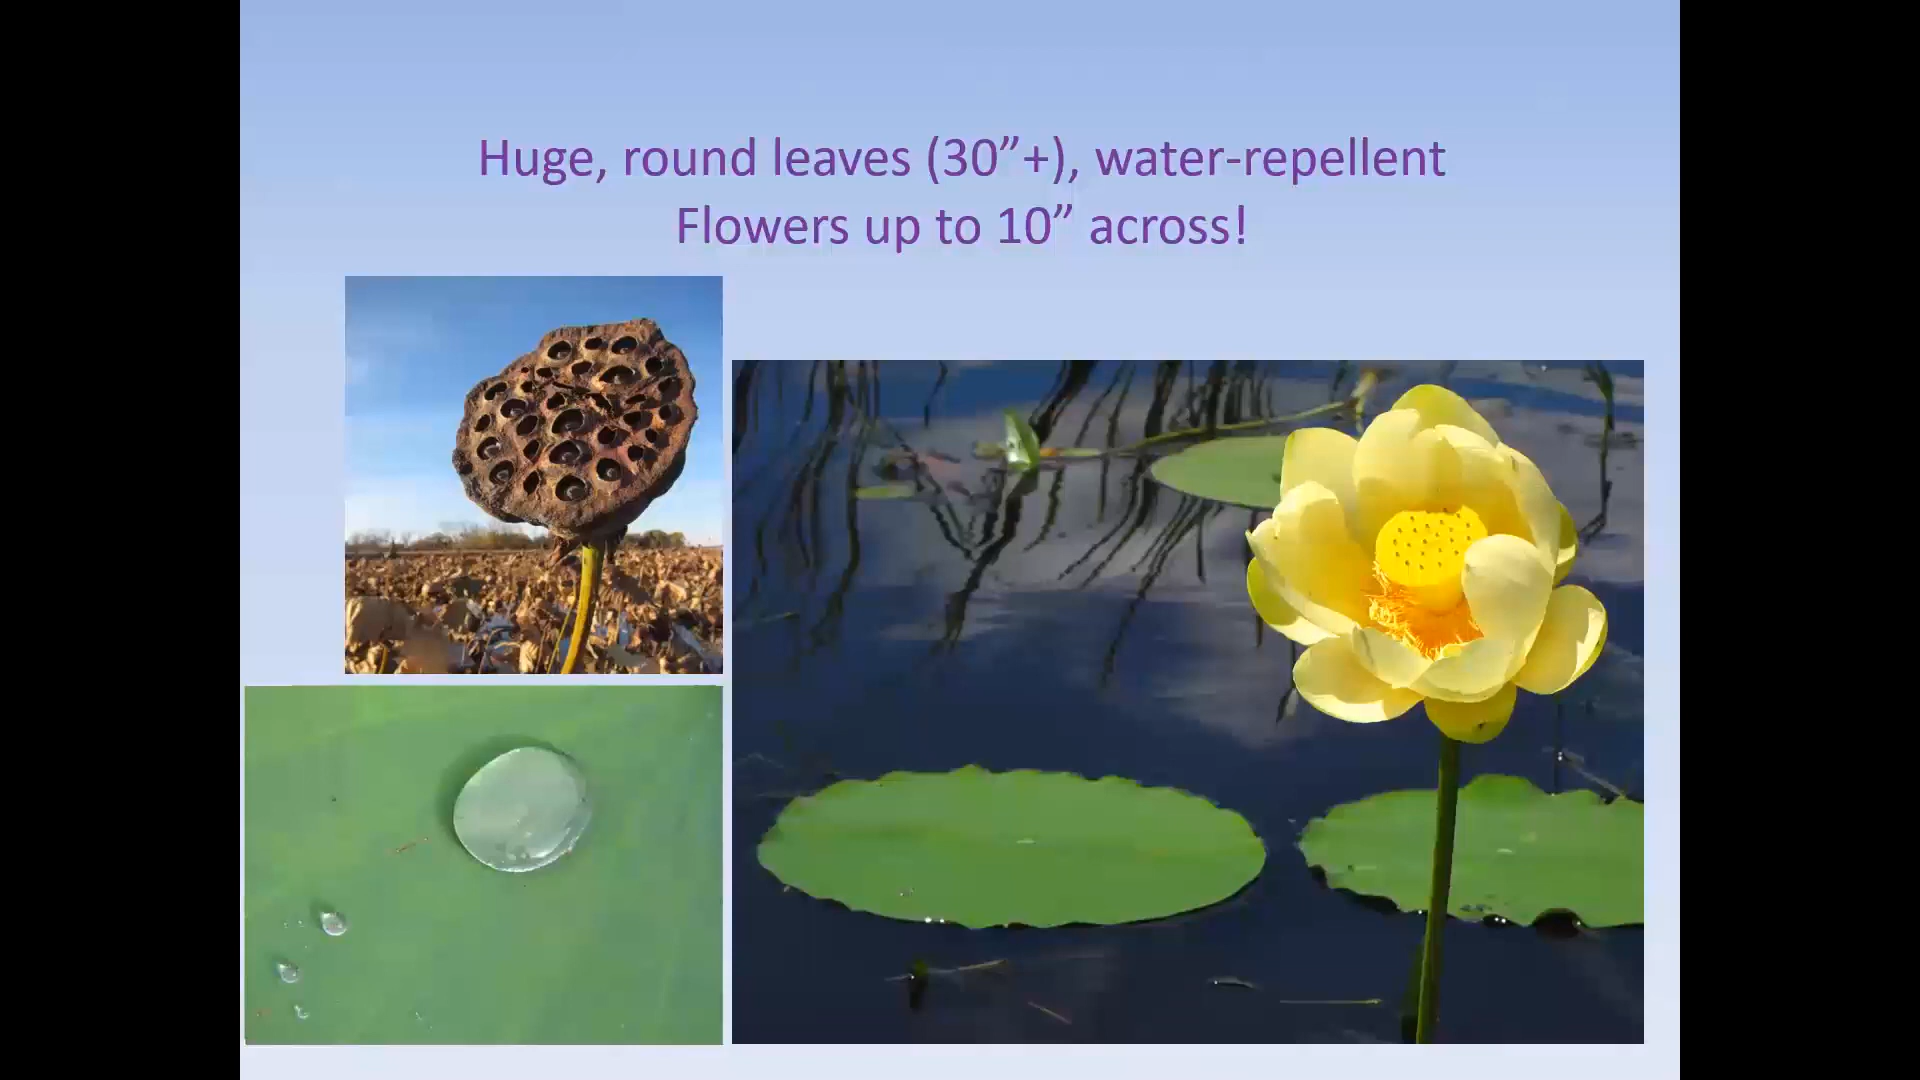 Huge, round leaves (30”+), water-repellent
Flowers up to 10” across!